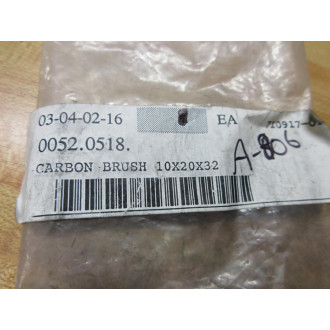 03-04-02-16 EA
0052.0518.
CARBON BRUSH 10X20X32
A-806